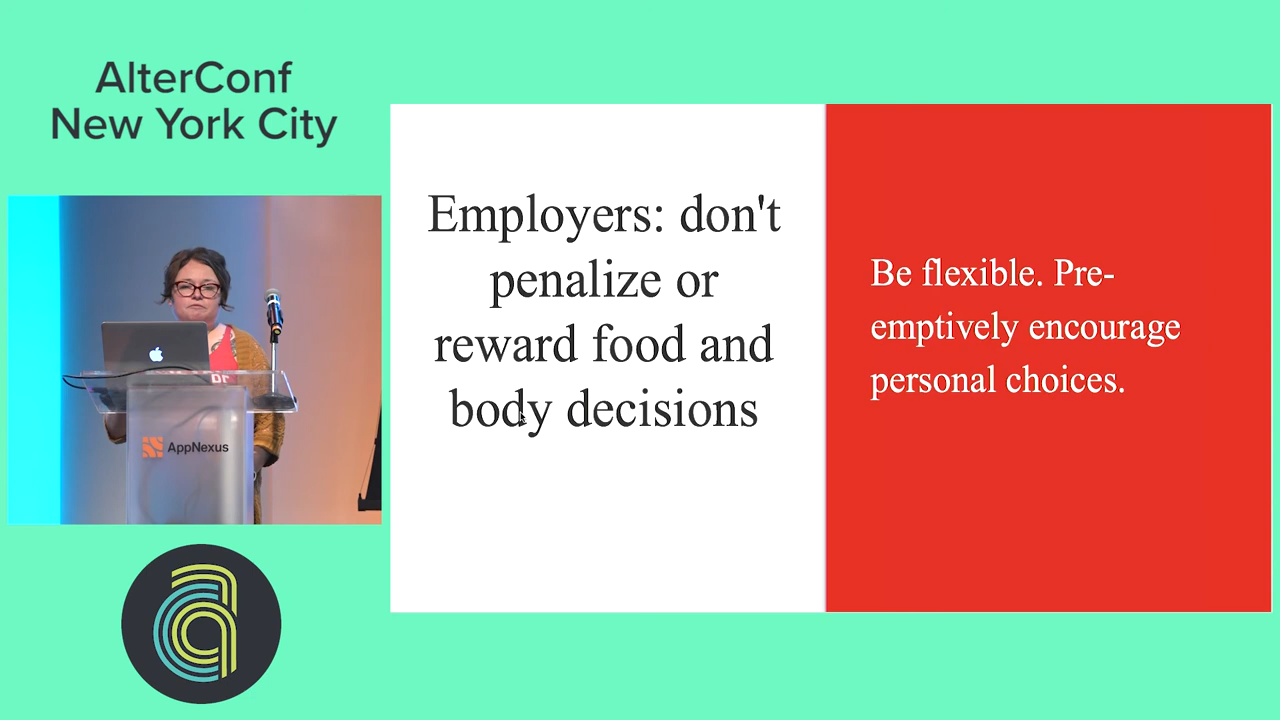 AlterConf
New York City
Employers: don't
penalize or
reward food and
body decisions
Be flexible. Pre-
emptively encourage
personal choices.
AppNexus